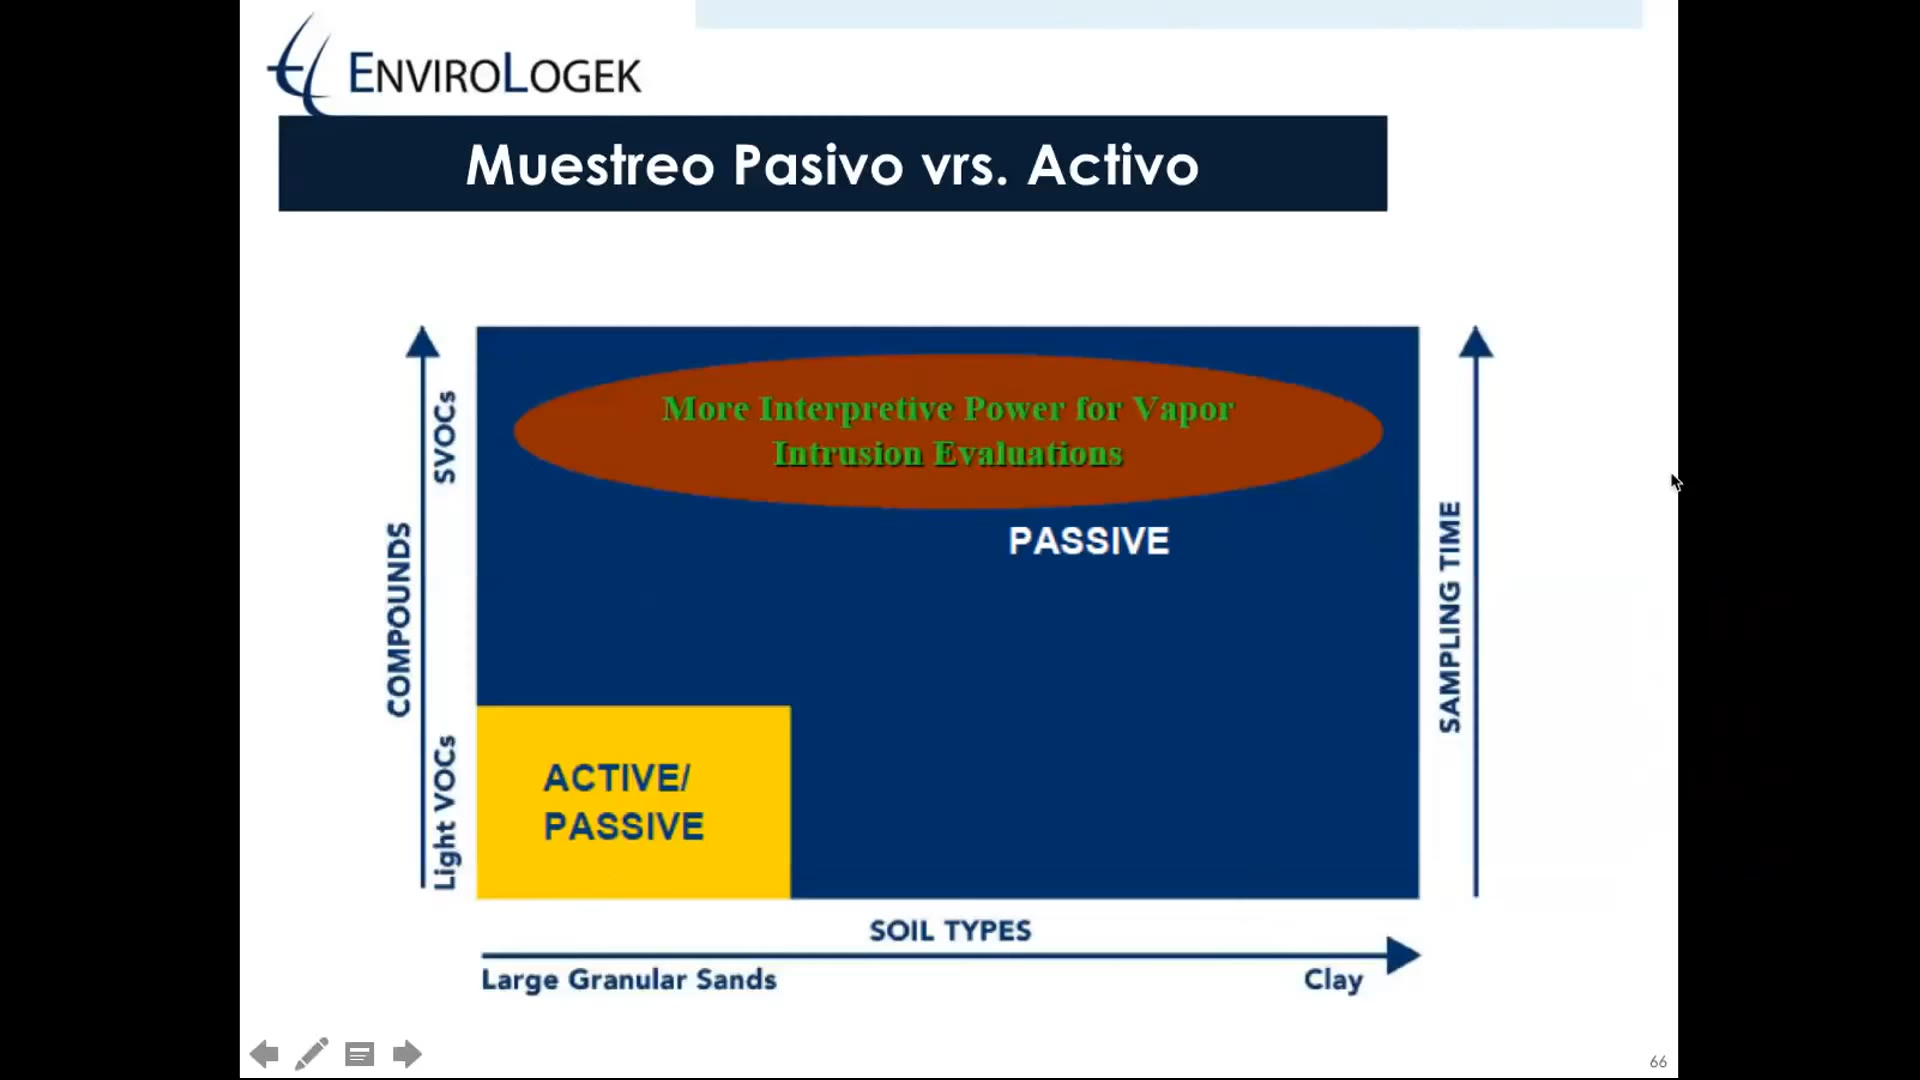 ENVIROLOGEK
Muestreo Pasivo vrs. Activo
More Interpretive Power for Vapor
Intrusion Evaluations
PASSIVE
ACTIVE/
PASSIVE
COMPOUNDS
SVOCs
Light VOCs
SAMPLING TIME
SOIL TYPES
Large Granular Sands
Clay
66